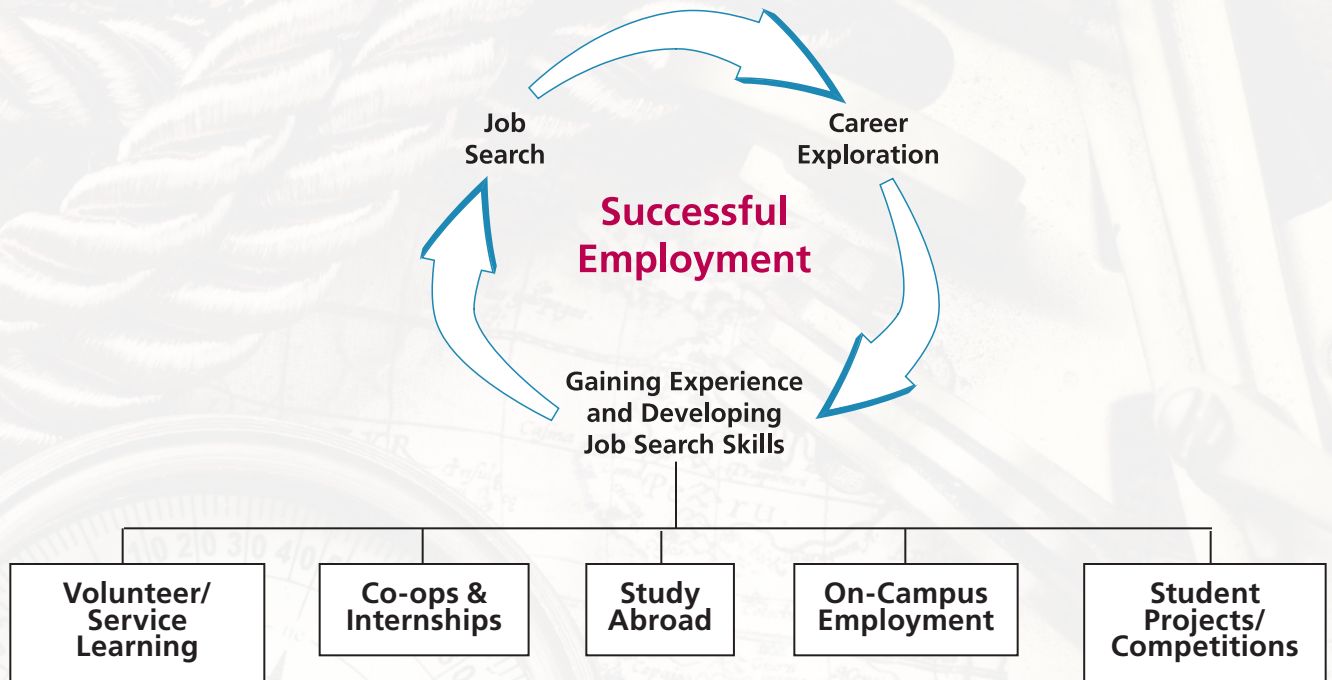 Job
Search
Career
Exploration
Successful
Employment
Gaining Experience
and Developing
Job Search Skills
Volunteer/
Service
Learning
Co-ops &
Internships
Study
Abroad
On-Campus
Employment
Student
Projects/
Competitions